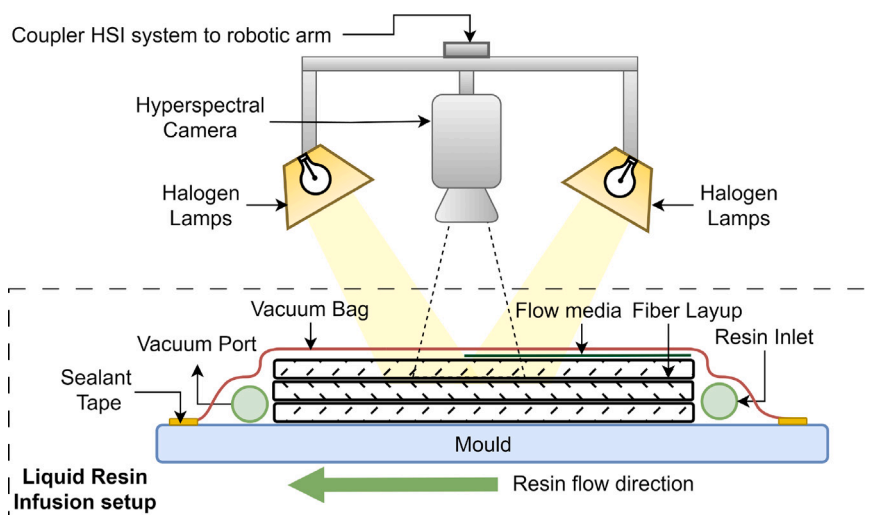 Coupler HSI system to robotic arm
Hyperspectral
Camera
Halogen
Lamps
Halogen
Lamps
Vacuum Bag
Flow media
Fiber Layup
Vacuum Port
Resin Inlet
Sealant
Tape
Mould
Liquid Resin
Infusion setup
Resin flow direction